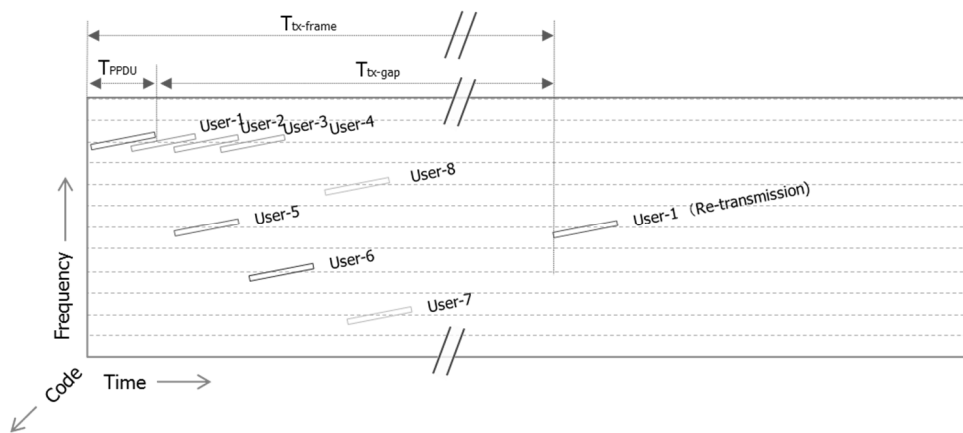 Ttx-frame
TPPDU
Ttx-gap
User-1
User-2
User-3
User-4
User-8
User-5
User-1 (Re-transmission)
User-6
User-7
Frequency
Time
Code